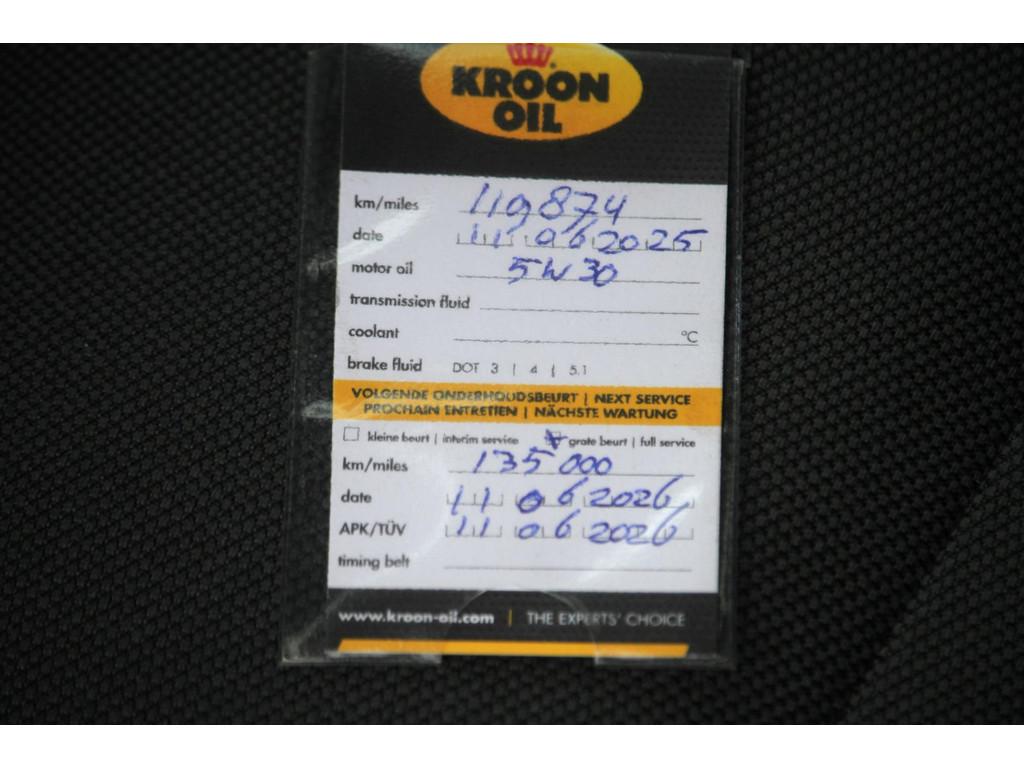 KROON
OIL
km/miles 119874
date 11 06 2025
motor oil 5W30
transmission fluid
coolant °C
brake fluid DOT 3 | 4 | 5.1
VOLGENDE ONDERHOUDSBEURT | NEXT SERVICE
PROCHAIN ENTRETIEN | NÄCHSTE WARTUNG
kleine beurt | interim service grote beurt | full service
km/miles 135000
date 11 06 2026
APK/TÜV 11 06 2026
timing belt
www.kroon-oil.com | THE EXPERTS' CHOICE